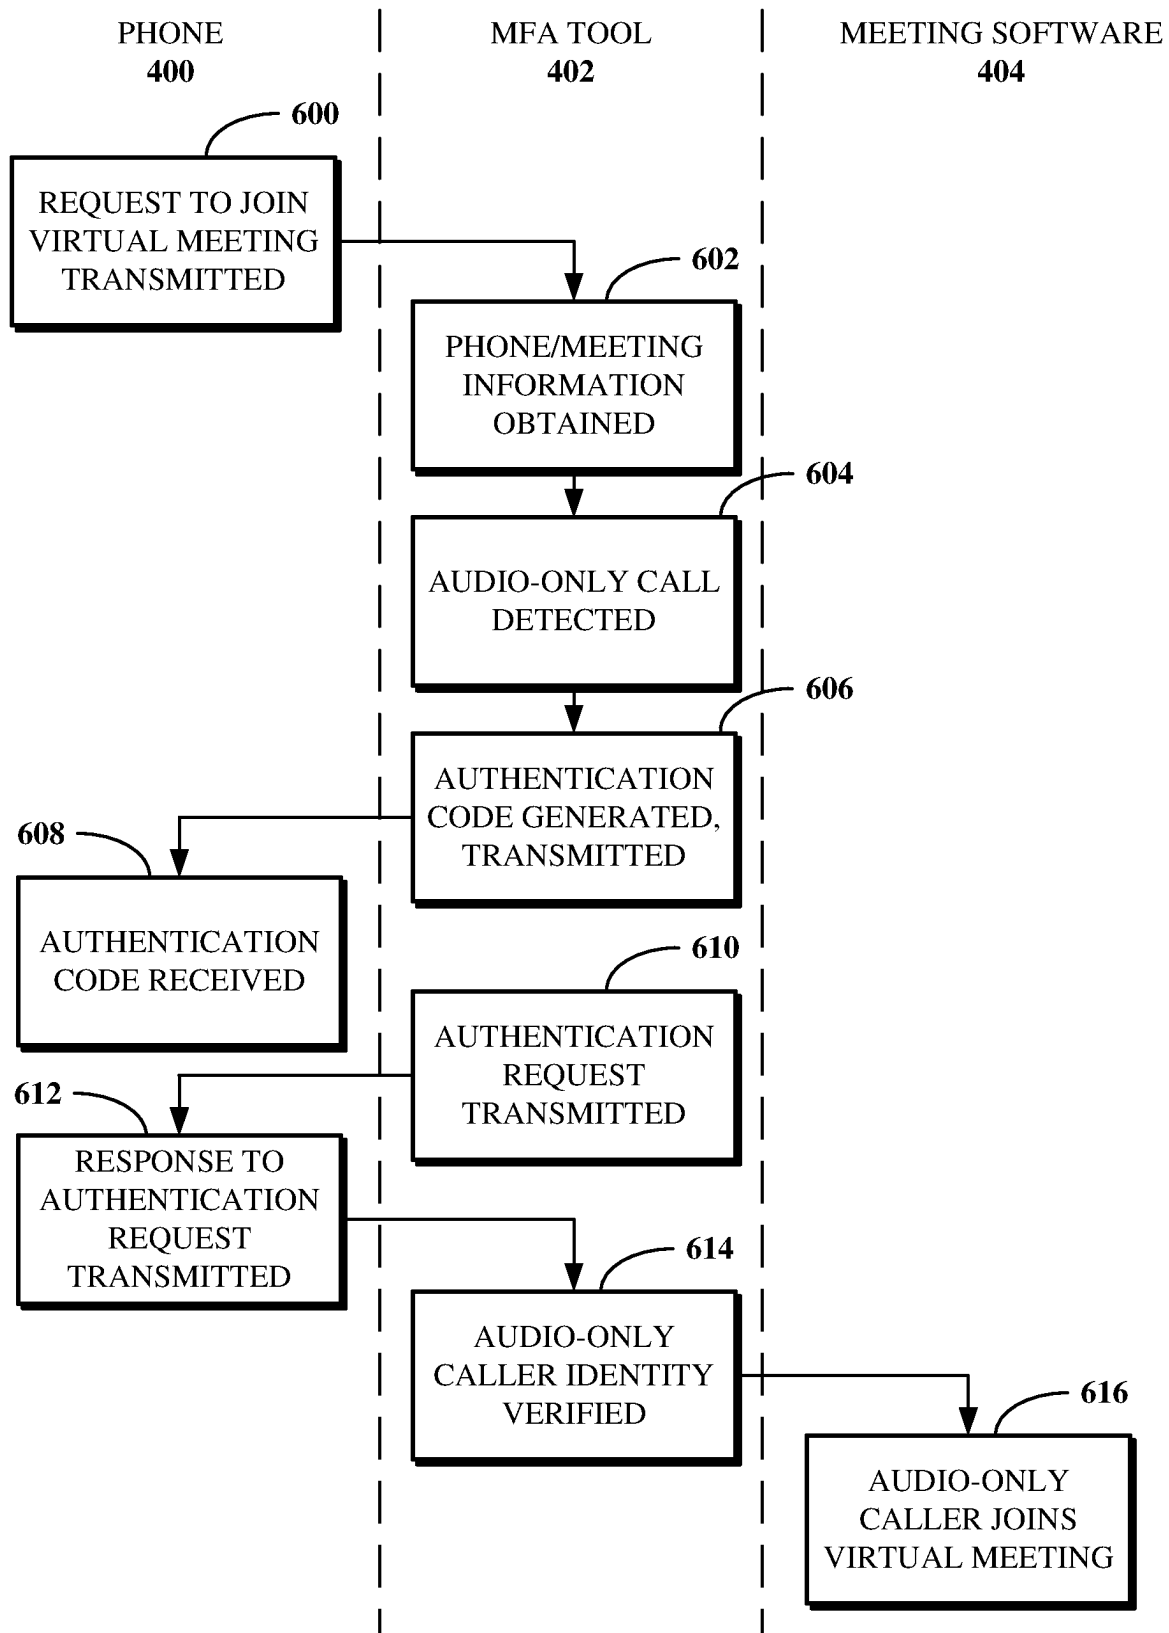 PHONE
400
MFA TOOL
402
MEETING SOFTWARE
404
600
REQUEST TO JOIN
VIRTUAL MEETING
TRANSMITTED
602
PHONE/MEETING
INFORMATION
OBTAINED
604
AUDIO-ONLY CALL
DETECTED
606
AUTHENTICATION
CODE GENERATED,
TRANSMITTED
608
AUTHENTICATION
CODE RECEIVED
610
AUTHENTICATION
REQUEST
TRANSMITTED
612
RESPONSE TO
AUTHENTICATION
REQUEST
TRANSMITTED
614
AUDIO-ONLY
CALLER IDENTITY
VERIFIED
616
AUDIO-ONLY
CALLER JOINS
VIRTUAL MEETING